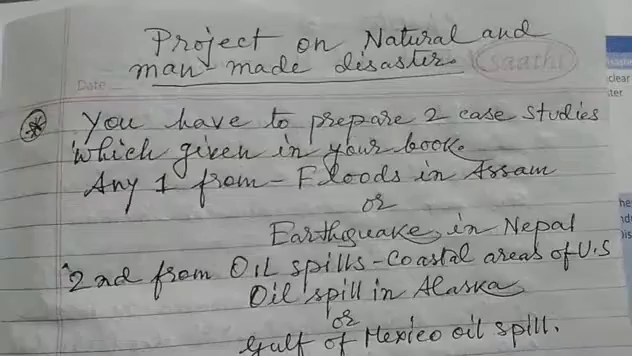 Project on Natural and
man-made disaster.
saathi
Date
You have to prepare 2 case studies
which given in your book.
Any 1 from - Floods in Assam
or
Earthquake in Nepal
2nd from OIL spills - Coastal areas of U.S
Oil spill in Alaska
or
Gulf of Mexico oil spill.
clear